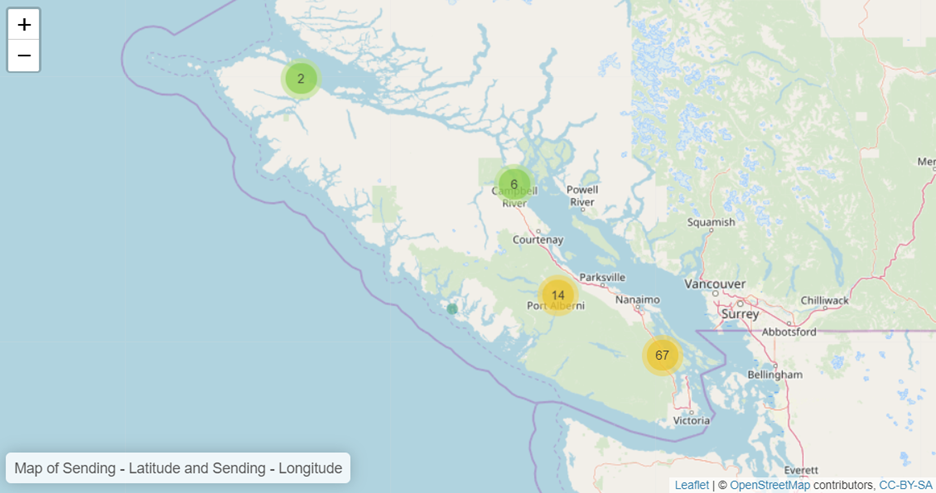 +
−
2
6
Campbell
River
Powell
River
Squamish
Mer
Courtenay
Parksville
Vancouver
14
Port Alberni
Nanaimo
Surrey
Chilliwack
Abbotsford
67
Bellingham
Victoria
Everett
Map of Sending - Latitude and Sending - Longitude
Leaflet | © OpenStreetMap contributors, CC-BY-SA